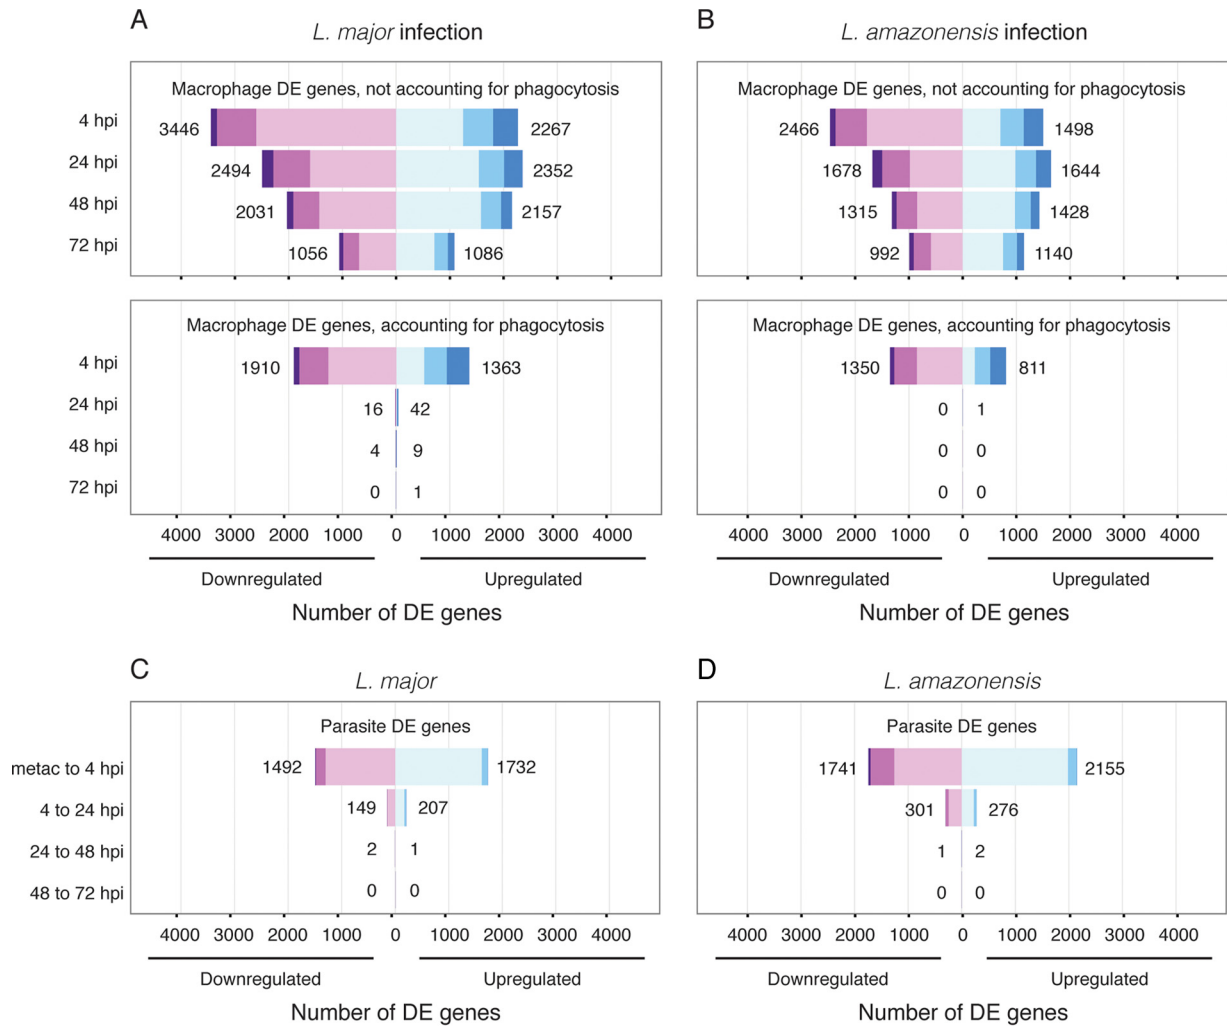 A
L. major infection
Macrophage DE genes, not accounting for phagocytosis
4 hpi
3446
2267
24 hpi
2494
2352
48 hpi
2031
2157
72 hpi
1056
1086
Macrophage DE genes, accounting for phagocytosis
4 hpi
1910
1363
24 hpi
16
42
48 hpi
4
9
72 hpi
0
1
4000 3000 2000 1000 0 1000 2000 3000 4000
Downregulated
Upregulated
Number of DE genes
B
L. amazonensis infection
Macrophage DE genes, not accounting for phagocytosis
2466
1498
1678
1644
1315
1428
992
1140
Macrophage DE genes, accounting for phagocytosis
1350
811
0
1
0
0
0
0
4000 3000 2000 1000 0 1000 2000 3000 4000
Downregulated
Upregulated
Number of DE genes
C
L. major
Parasite DE genes
metac to 4 hpi
1492
1732
4 to 24 hpi
149
207
24 to 48 hpi
2
1
48 to 72 hpi
0
0
4000 3000 2000 1000 0 1000 2000 3000 4000
Downregulated
Upregulated
Number of DE genes
D
L. amazonensis
Parasite DE genes
1741
2155
301
276
1
2
0
0
4000 3000 2000 1000 0 1000 2000 3000 4000
Downregulated
Upregulated
Number of DE genes